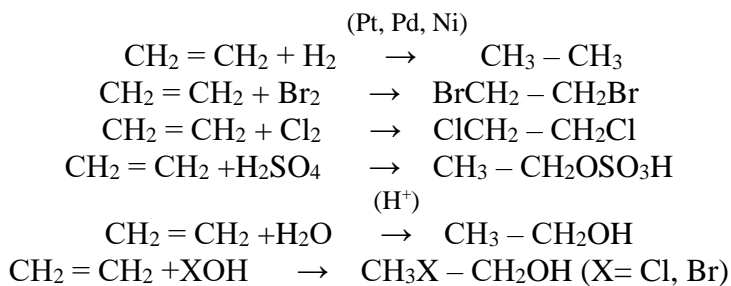 (Pt, Pd, Ni)
CH₂ = CH₂ + H₂ → CH₃ – CH₃
CH₂ = CH₂ + Br₂ → BrCH₂ – CH₂Br
CH₂ = CH₂ + Cl₂ → ClCH₂ – CH₂Cl
CH₂ = CH₂ +H₂SO₄ → CH₃ – CH₂OSO₃H
(H⁺)
CH₂ = CH₂ +H₂O → CH₃ – CH₂OH
CH₂ = CH₂ +XOH → CH₃X – CH₂OH (X= Cl, Br)